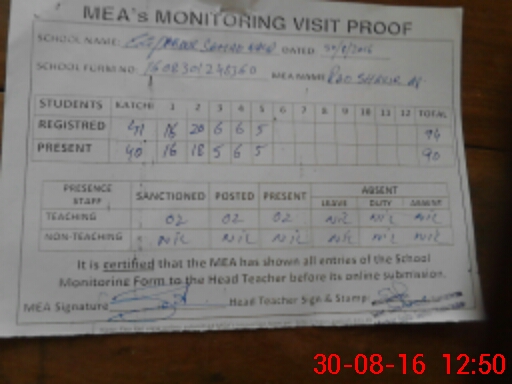 MEA's MONITORING VISIT PROOF
SCHOOL NAME: DATED
SCHOOL FORM NO: MEA NAME
STUDENTS KATCHI 1 2 3 4 5 6 7 8 9 10 11 12 TOTAL
REGISTRED 41 16 20 6 6 5 94
PRESENT 40 16 18 5 6 5 90
PRESENCE STAFF SANCTIONED POSTED PRESENT ABSENT
LEAVE DUTY ABSENT
TEACHING 02 02 02 Nil Nil Nil
NON-TEACHING Nil Nil Nil Nil Nil Nil
It is certified that the MEA has shown all entries of the School
Monitoring Form to the Head Teacher before its online submission.
MEA Signature Head Teacher Sign & Stamp
30-08-16 12:50